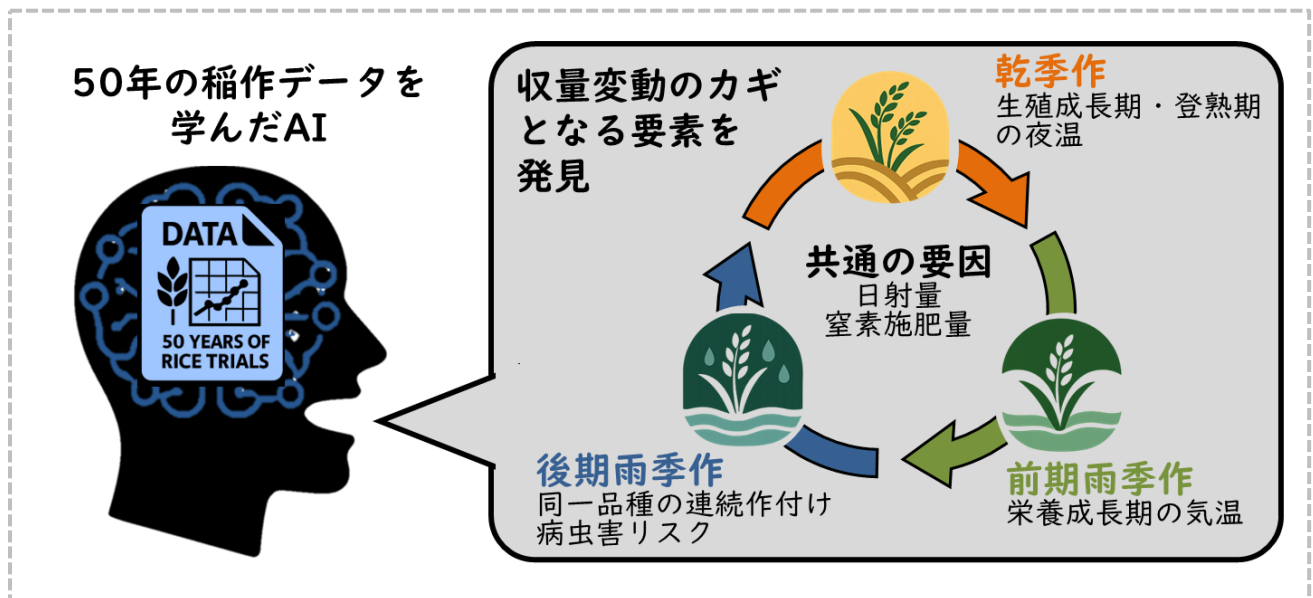 50年の稲作データを
学んだAI
DATA
50 YEARS OF
RICE TRIALS
収量変動のカギ
となる要素を
発見
乾季作
生殖成長期・登熟期
の夜温
共通の要因
日射量
窒素施肥量
後期雨季作
同一品種の連続作付け
病虫害リスク
前期雨季作
栄養成長期の気温